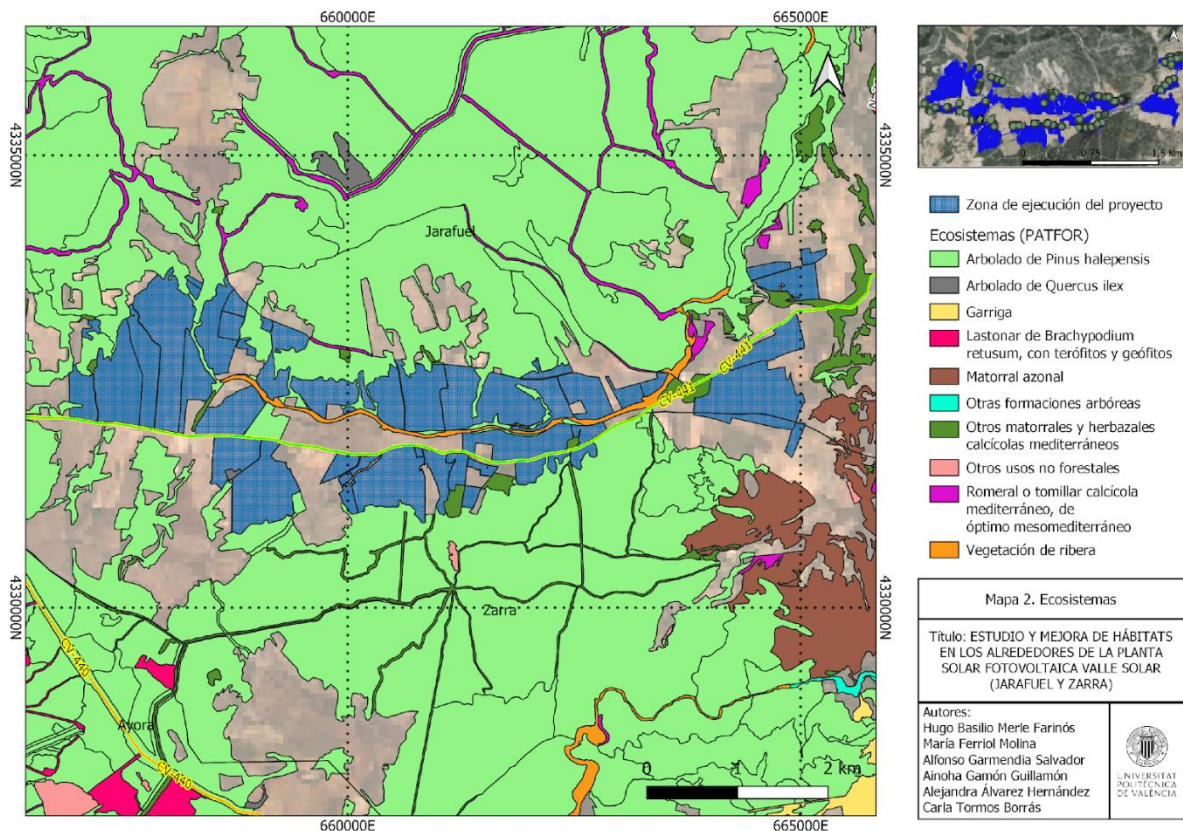 660000E
665000E
4335000N
4335000N
Jarafuel
CV-441
CV-441
4330000N
4330000N
Zarra
CV-440
Ayora
CV-440
0 1 2 km
660000E
665000E
0 0.75 1.5 km
Zona de ejecución del proyecto
Ecosistemas (PATFOR)
Arbolado de Pinus halepensis
Arbolado de Quercus ilex
Garriga
Lastonar de Brachypodium
retusum, con terófitos y geófitos
Matorral azonal
Otras formaciones arbóreas
Otros matorrales y herbazales
calcícolas mediterráneos
Otros usos no forestales
Romeral o tomillar calcícola
mediterráneo, de
óptimo mesomediterráneo
Vegetación de ribera
Mapa 2. Ecosistemas
Título: ESTUDIO Y MEJORA DE HÁBITATS
EN LOS ALREDEDORES DE LA PLANTA
SOLAR FOTOVOLTAICA VALLE SOLAR
(JARAFUEL Y ZARRA)
Autores:
Hugo Basilio Merle Farinós
María Ferriol Molina
Alfonso Garmendia Salvador
Ainoha Gamón Guillamón
Alejandra Álvarez Hernández
Carla Tormos Borrás
UNIVERSITAT
POLITÈCNICA
DE VALÈNCIA